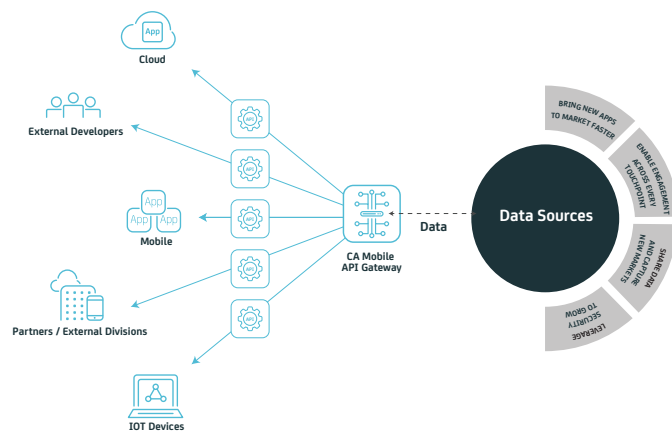 App
Cloud
External Developers
App
App
App
Mobile
Partners / External Divisions
IOT Devices
API
API
API
API
API
CA Mobile
API Gateway
Data
Data Sources
BRING NEW APPS
TO MARKET FASTER
ENABLE ENGAGEMENT
ACROSS EVERY
TOUCHPOINT
SHARE DATA
AND CAPTURE
NEW MARKETS
LEVERAGE
SECURITY
TO GROW